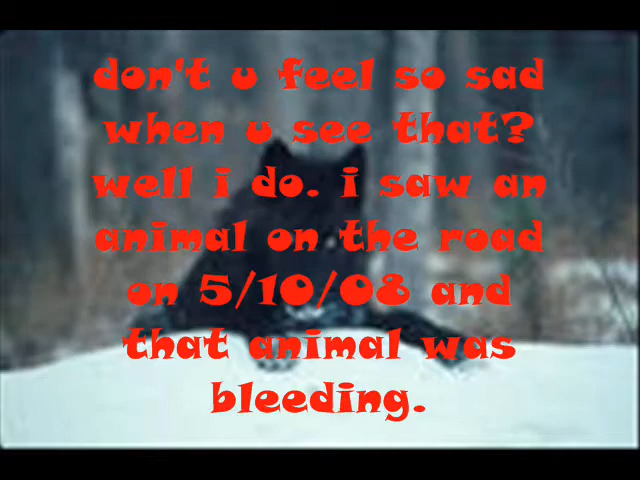 don't u feel so sad
when u see that?
well i do. i saw an
animal on the road
on 5/10/08 and
that animal was
bleeding.